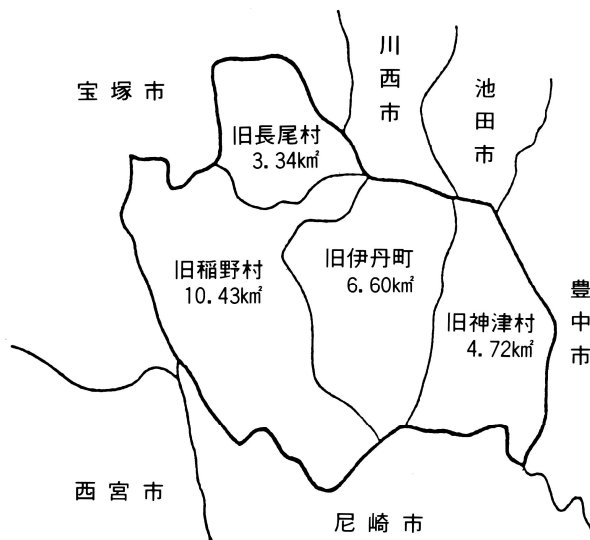 宝塚市
川西市
池田市
旧長尾村
3.34km²
旧稲野村
10.43km²
旧伊丹町
6.60km²
旧神津村
4.72km²
豊中市
西宮市
尼崎市